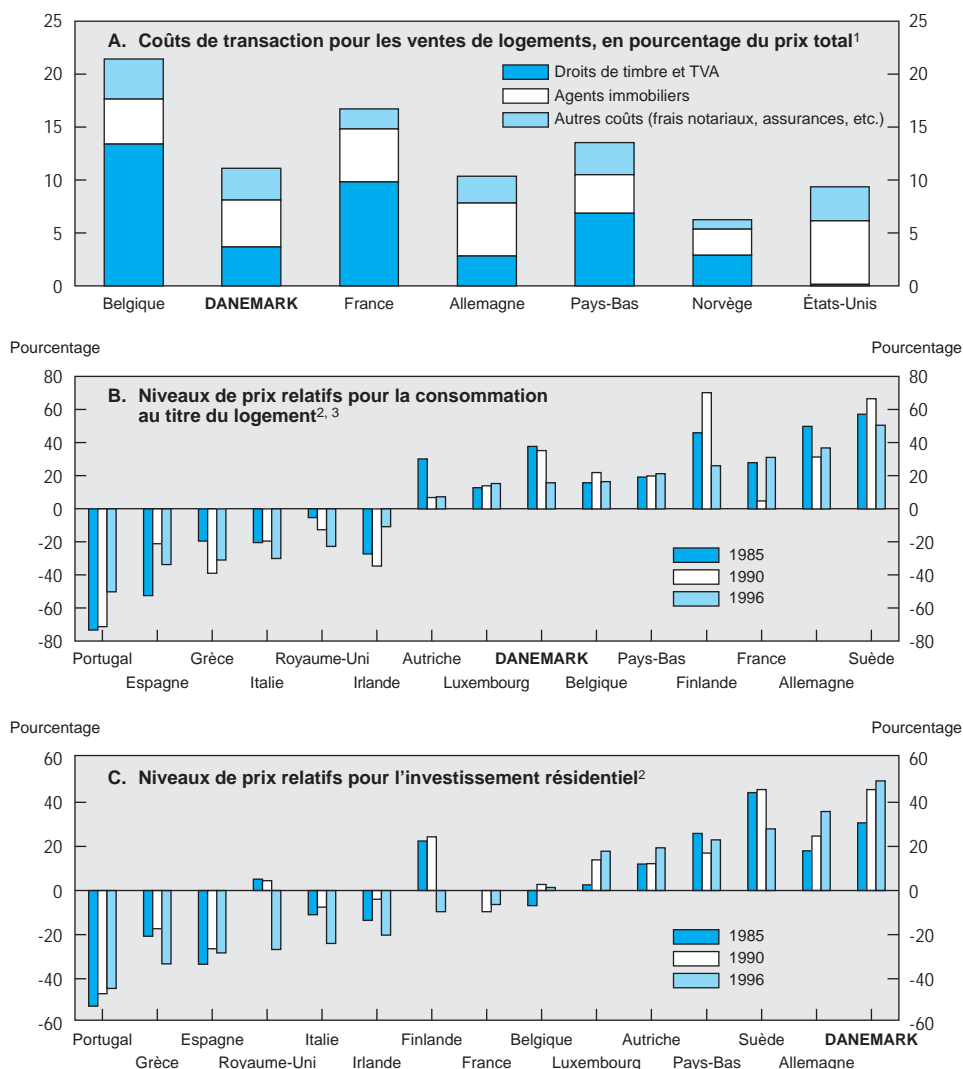 A. Coûts de transaction pour les ventes de logements, en pourcentage du prix total1
Droits de timbre et TVA
Agents immobiliers
Autres coûts (frais notariaux, assurances, etc.)
25 25
20 20
15 15
10 10
5 5
0 0
Belgique DANEMARK France Allemagne Pays-Bas Norvège États-Unis
Pourcentage Pourcentage
B. Niveaux de prix relatifs pour la consommation
au titre du logement2, 3
80 80
60 60
40 40
20 20
0 0
-20 -20
-40 -40
-60 -60
-80 -80
1985
1990
1996
Portugal Grèce Royaume-Uni Autriche DANEMARK Pays-Bas France Suède
Espagne Italie Irlande Luxembourg Belgique Finlande Allemagne
Pourcentage Pourcentage
C. Niveaux de prix relatifs pour l'investissement résidentiel2
60 60
40 40
20 20
0 0
-20 -20
-40 -40
-60 -60
1985
1990
1996
Portugal Espagne Italie Finlande Belgique Autriche Suède DANEMARK
Grèce Royaume-Uni Irlande France Luxembourg Pays-Bas Allemagne